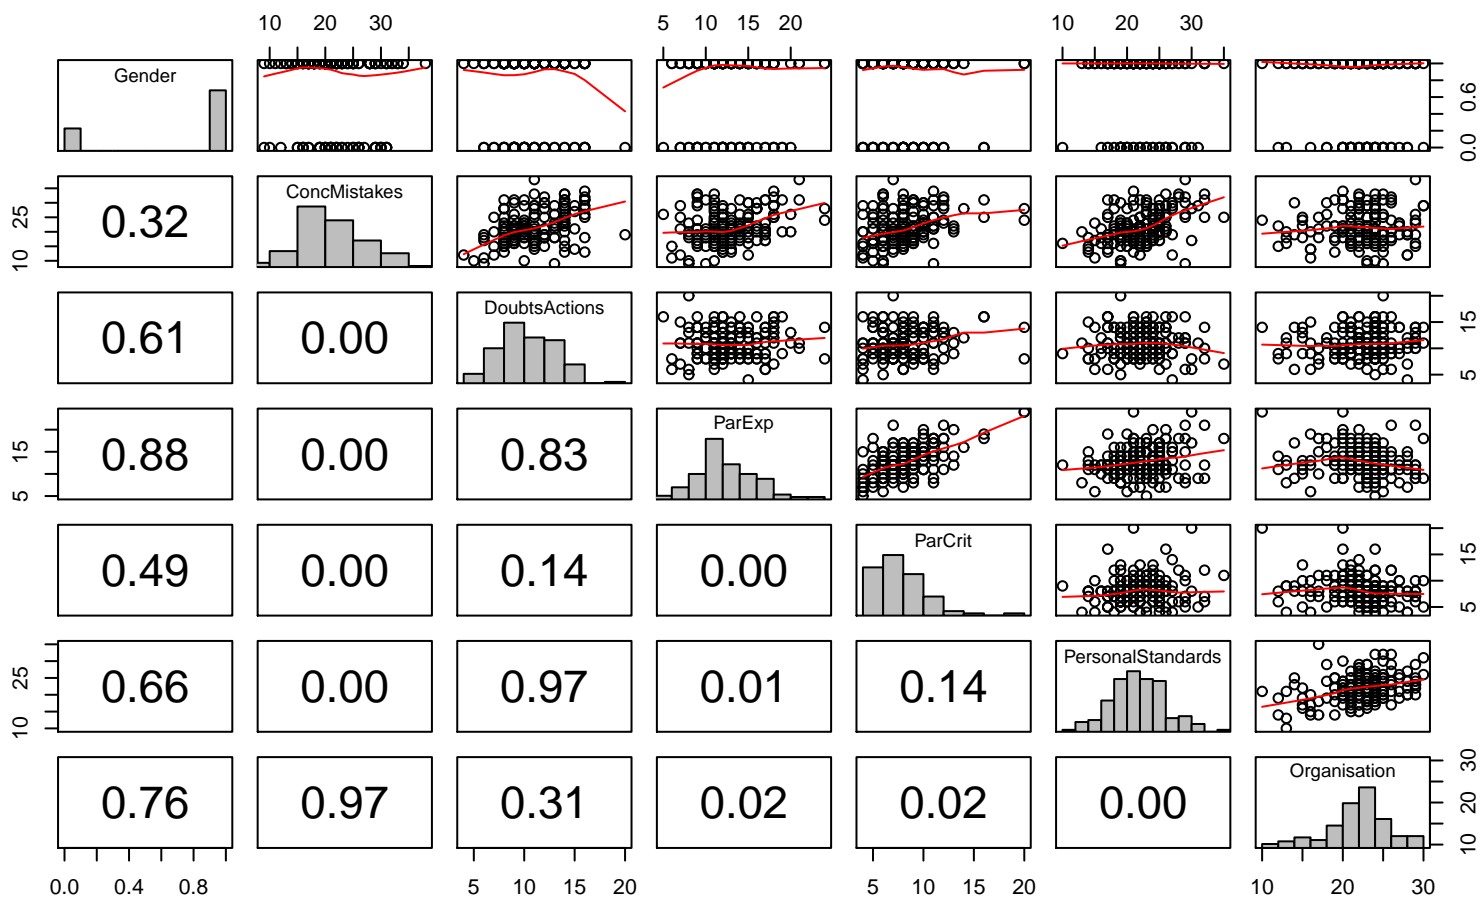 10 20 30 5 10 15 20 10 20 30
Gender
0.0 0.6
0.32 ConcMistakes
10 25
0.61 0.00 DoubtsActions
5 15
0.88 0.00 0.83 ParExp
5 15
0.49 0.00 0.14 0.00 ParCrit
5 15
0.66 0.00 0.97 0.01 0.14 PersonalStandards
10 25
0.76 0.97 0.31 0.02 0.02 0.00 Organisation
10 20 30
0.0 0.4 0.8 5 10 15 20 5 10 15 20 10 20 30